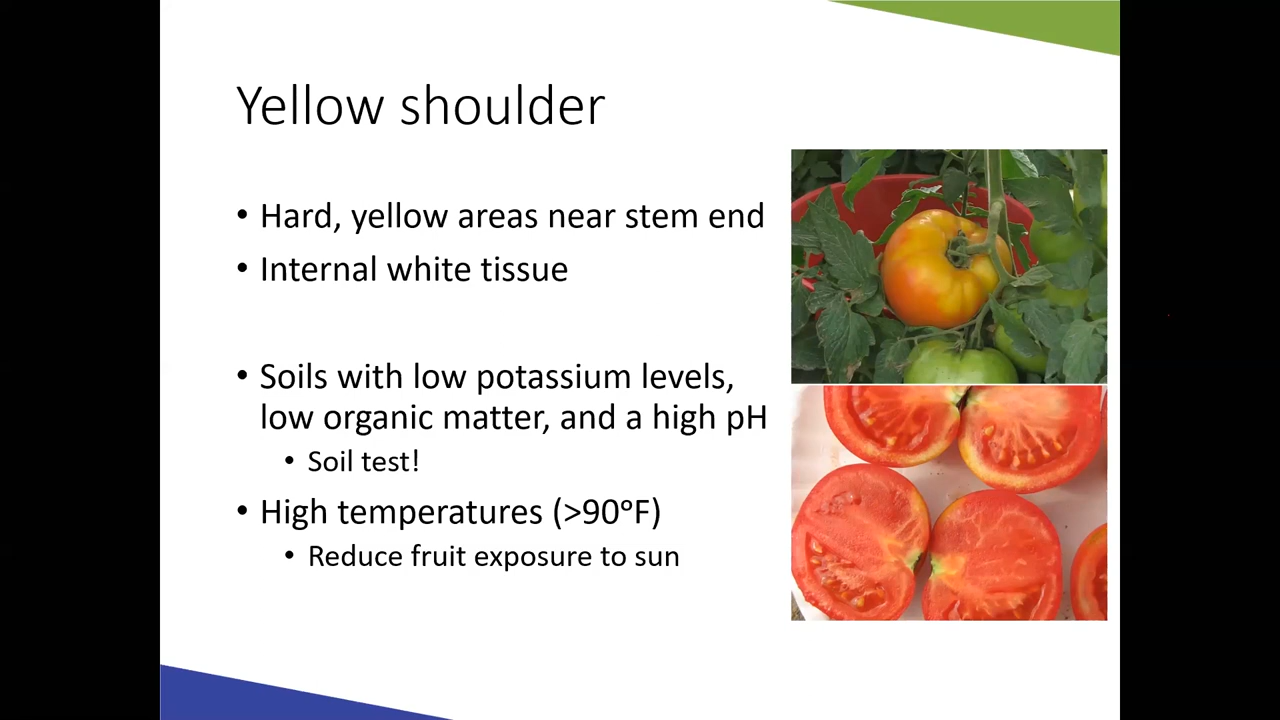 Yellow shoulder
• Hard, yellow areas near stem end
• Internal white tissue
• Soils with low potassium levels,
low organic matter, and a high pH
• Soil test!
• High temperatures (>90°F)
• Reduce fruit exposure to sun